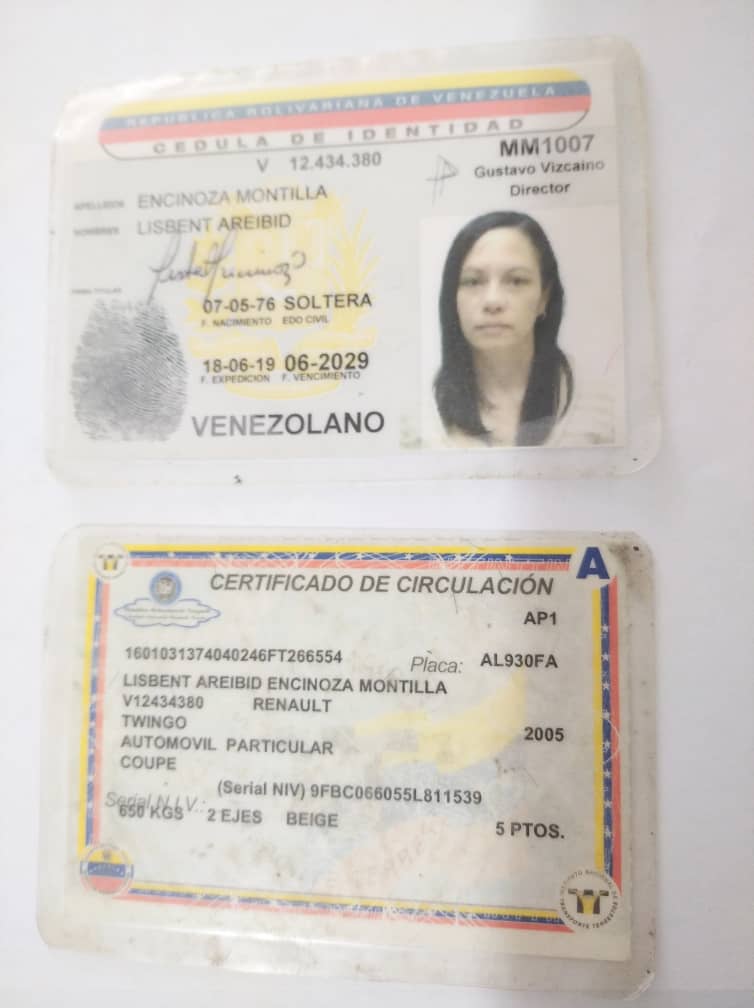 REPUBLICA BOLIVARIANA DE VENEZUELA
CEDULA DE IDENTIDAD
V 12.434.380
MM1007
Gustavo Vizcaino
Director
APELLIDOS ENCINOZA MONTILLA
NOMBRES LISBENT AREIBID
FIRMA TITULAR
07-05-76 SOLTERA
F. NACIMIENTO EDO CIVIL
18-06-19 06-2029
F. EXPEDICION F. VENCIMIENTO
VENEZOLANO
A
CERTIFICADO DE CIRCULACIÓN
AP1
1601031374040246FT266554 Placa: AL930FA
LISBENT AREIBID ENCINOZA MONTILLA
V12434380 RENAULT
TWINGO 2005
AUTOMOVIL PARTICULAR
COUPE
(Serial NIV) 9FBC066055L811539
Serial N.I.V.:
650 KGS 2 EJES BEIGE 5 PTOS.